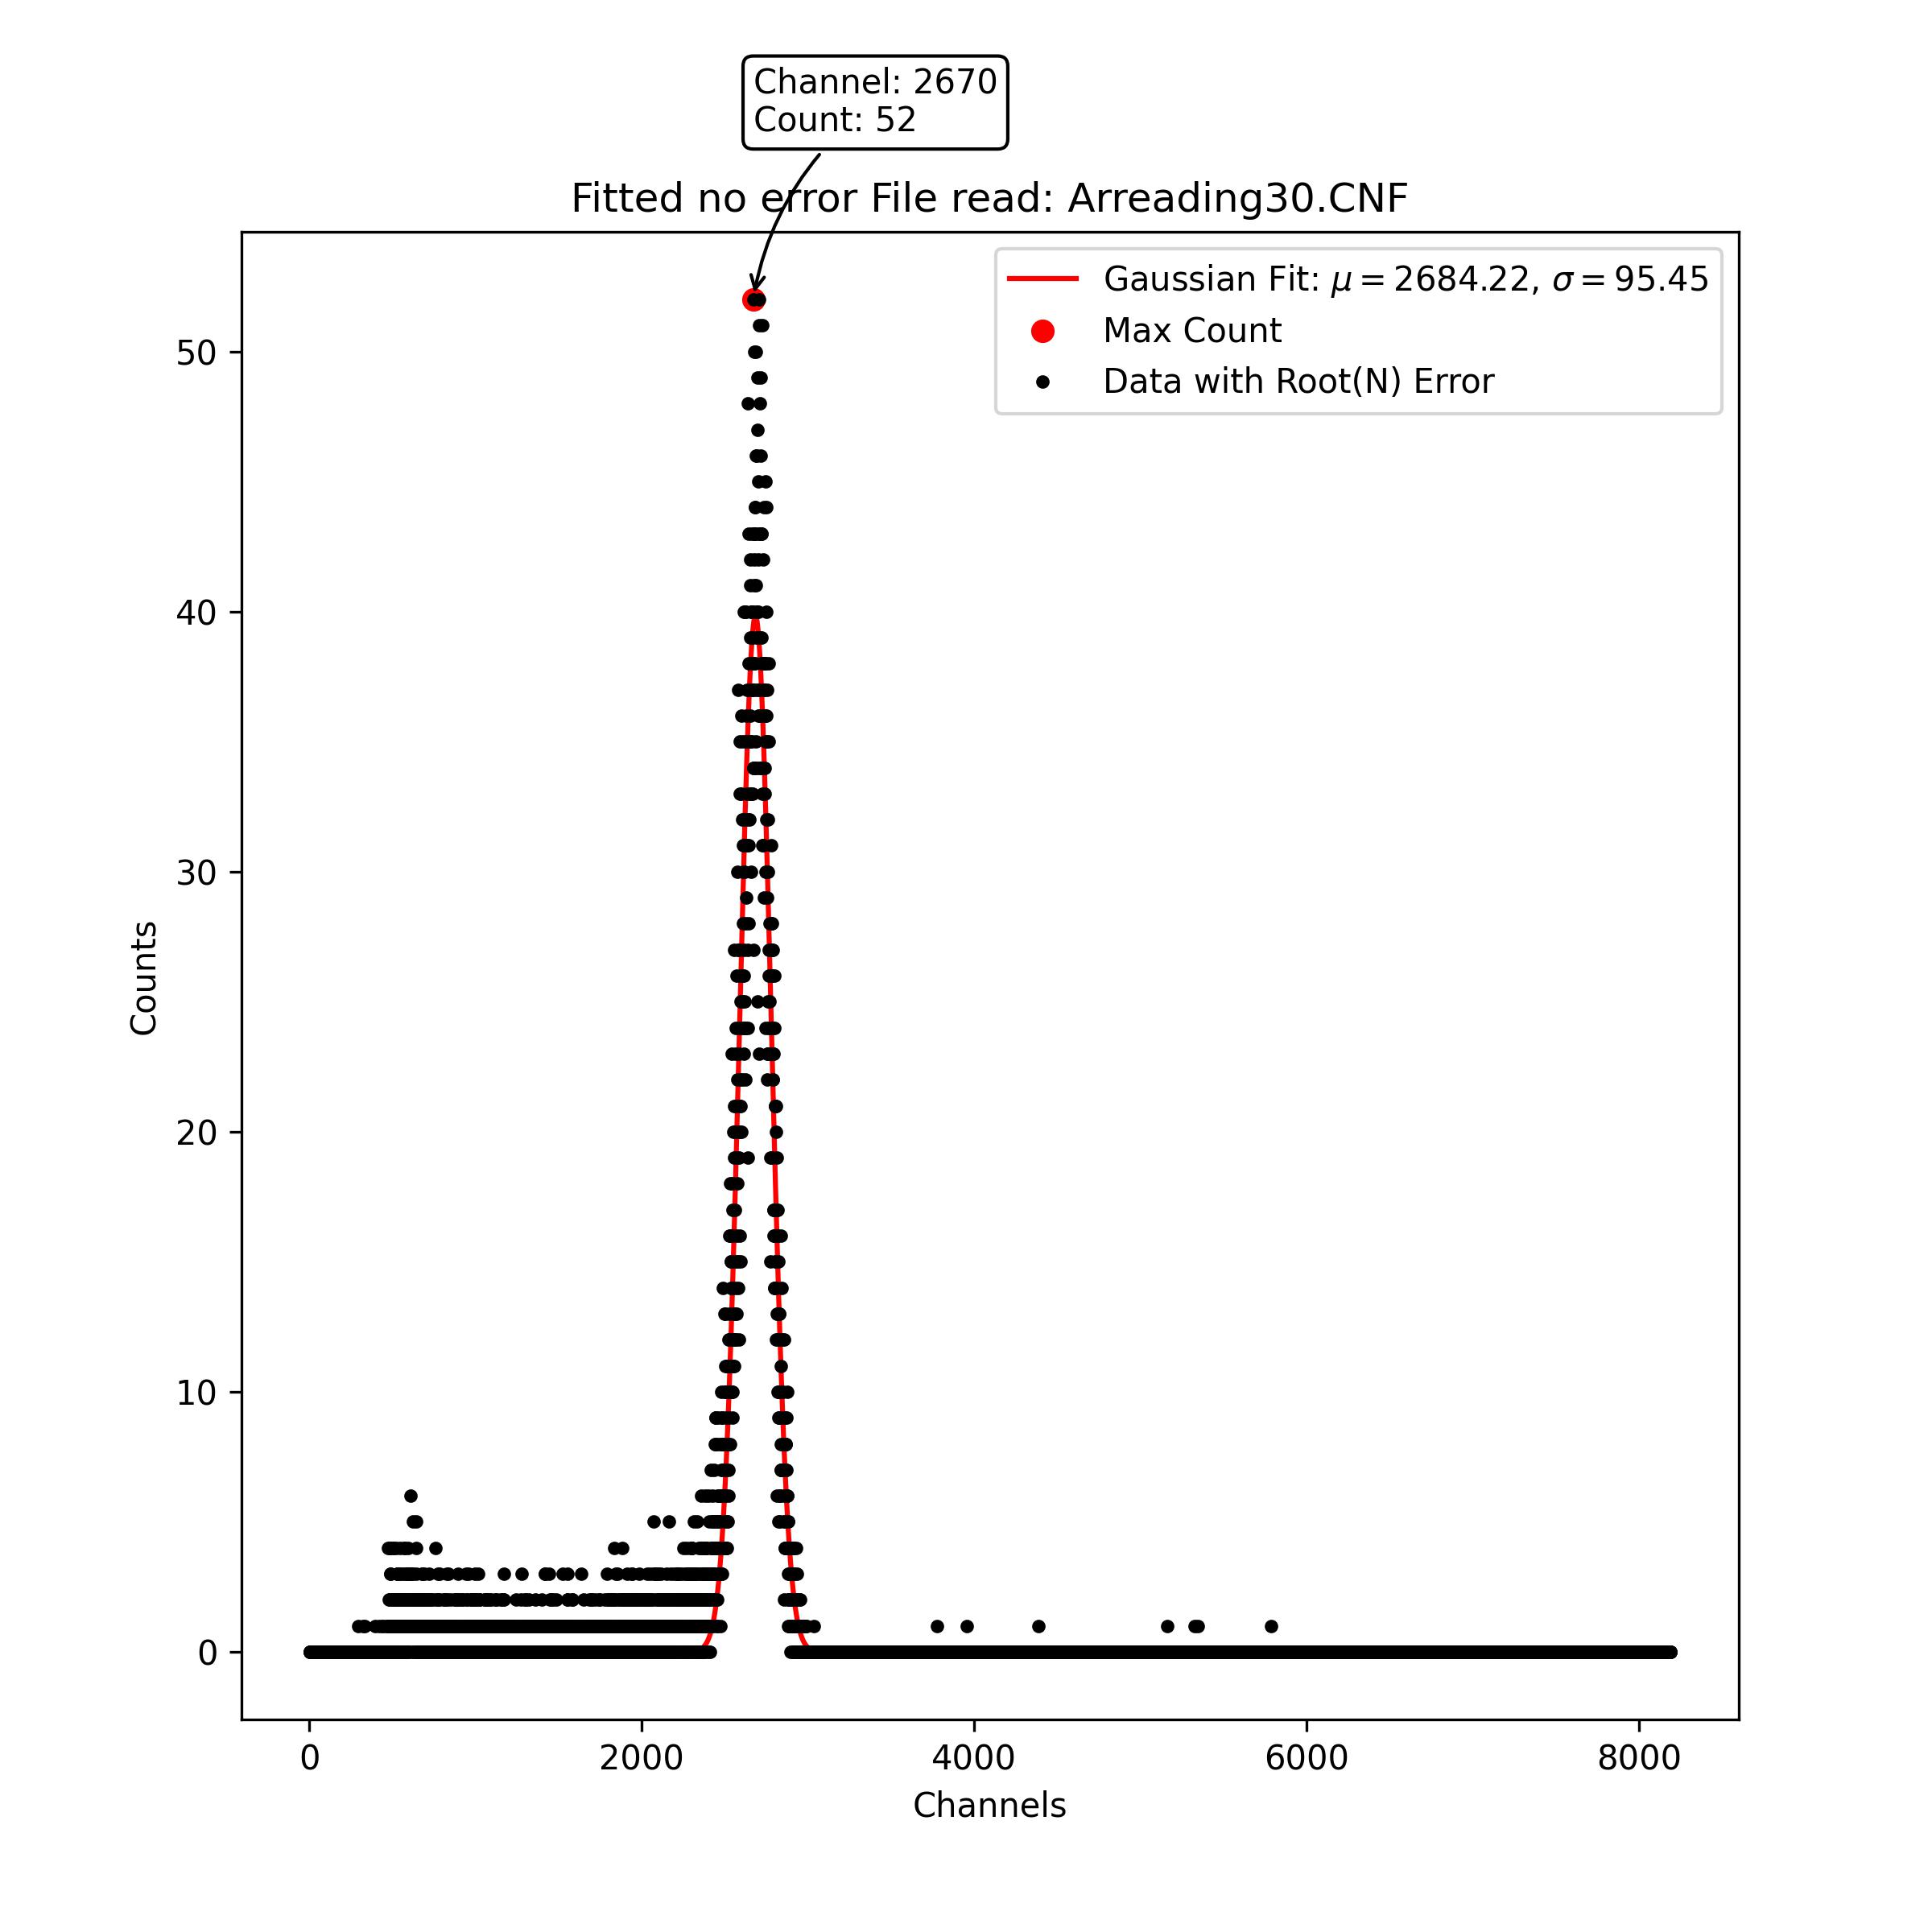 Channel: 2670
Count: 52
Fitted no error File read: Arreading30.CNF
Gaussian Fit: μ = 2684.22, σ = 95.45
Max Count
Data with Root(N) Error
50
40
30
20
10
0
Counts
0 2000 4000 6000 8000
Channels